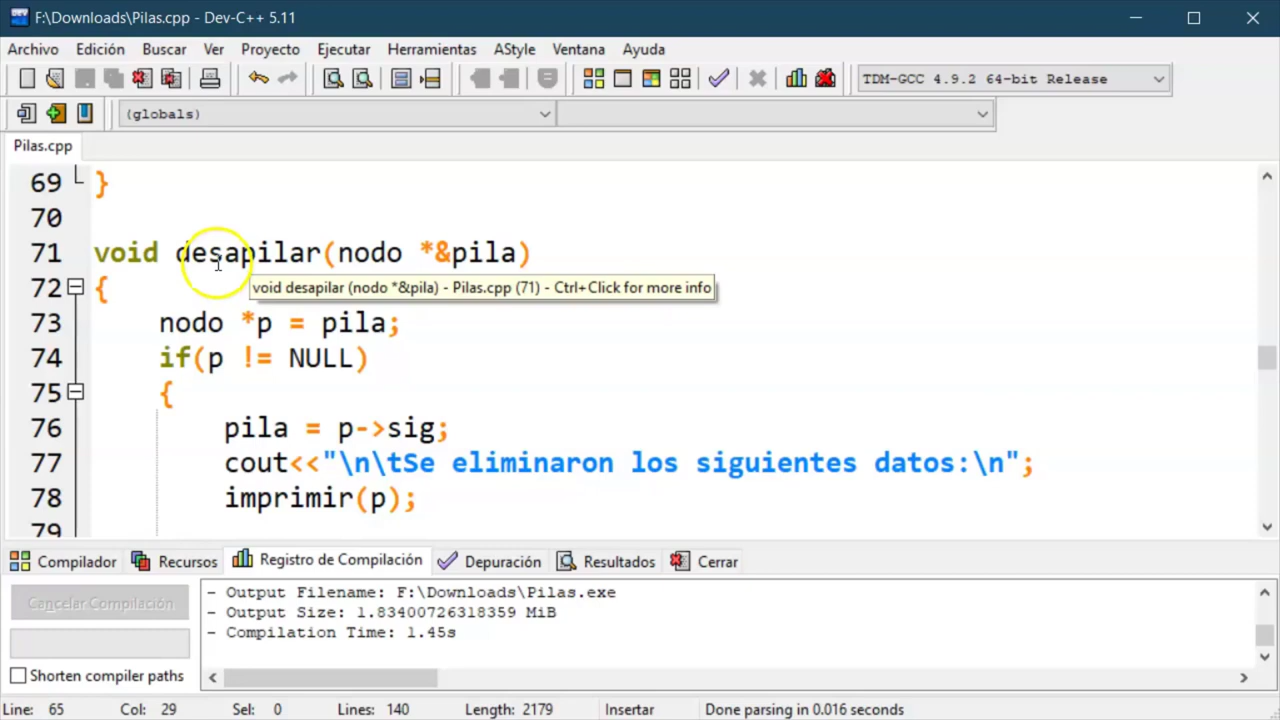 F:\Downloads\Pilas.cpp - Dev-C++ 5.11
Archivo Edición Buscar Ver Proyecto Ejecutar Herramientas AStyle Ventana Ayuda
TDM-GCC 4.9.2 64-bit Release
(globals)
Pilas.cpp
69 }
70
71 void desapilar(nodo *&pila)
72 {
void desapilar (nodo *&pila) - Pilas.cpp (71) - Ctrl+Click for more info
73 nodo *p = pila;
74 if(p != NULL)
75 {
76 pila = p->sig;
77 cout<<"\n\tSe eliminaron los siguientes datos:\n";
78 imprimir(p);
79
Compilador Recursos Registro de Compilación Depuración Resultados Cerrar
Cancelar Compilación
- Output Filename: F:\Downloads\Pilas.exe
- Output Size: 1.83400726318359 MiB
- Compilation Time: 1.45s
Shorten compiler paths
Line: 65 Col: 29 Sel: 0 Lines: 140 Length: 2179 Insertar Done parsing in 0.016 seconds